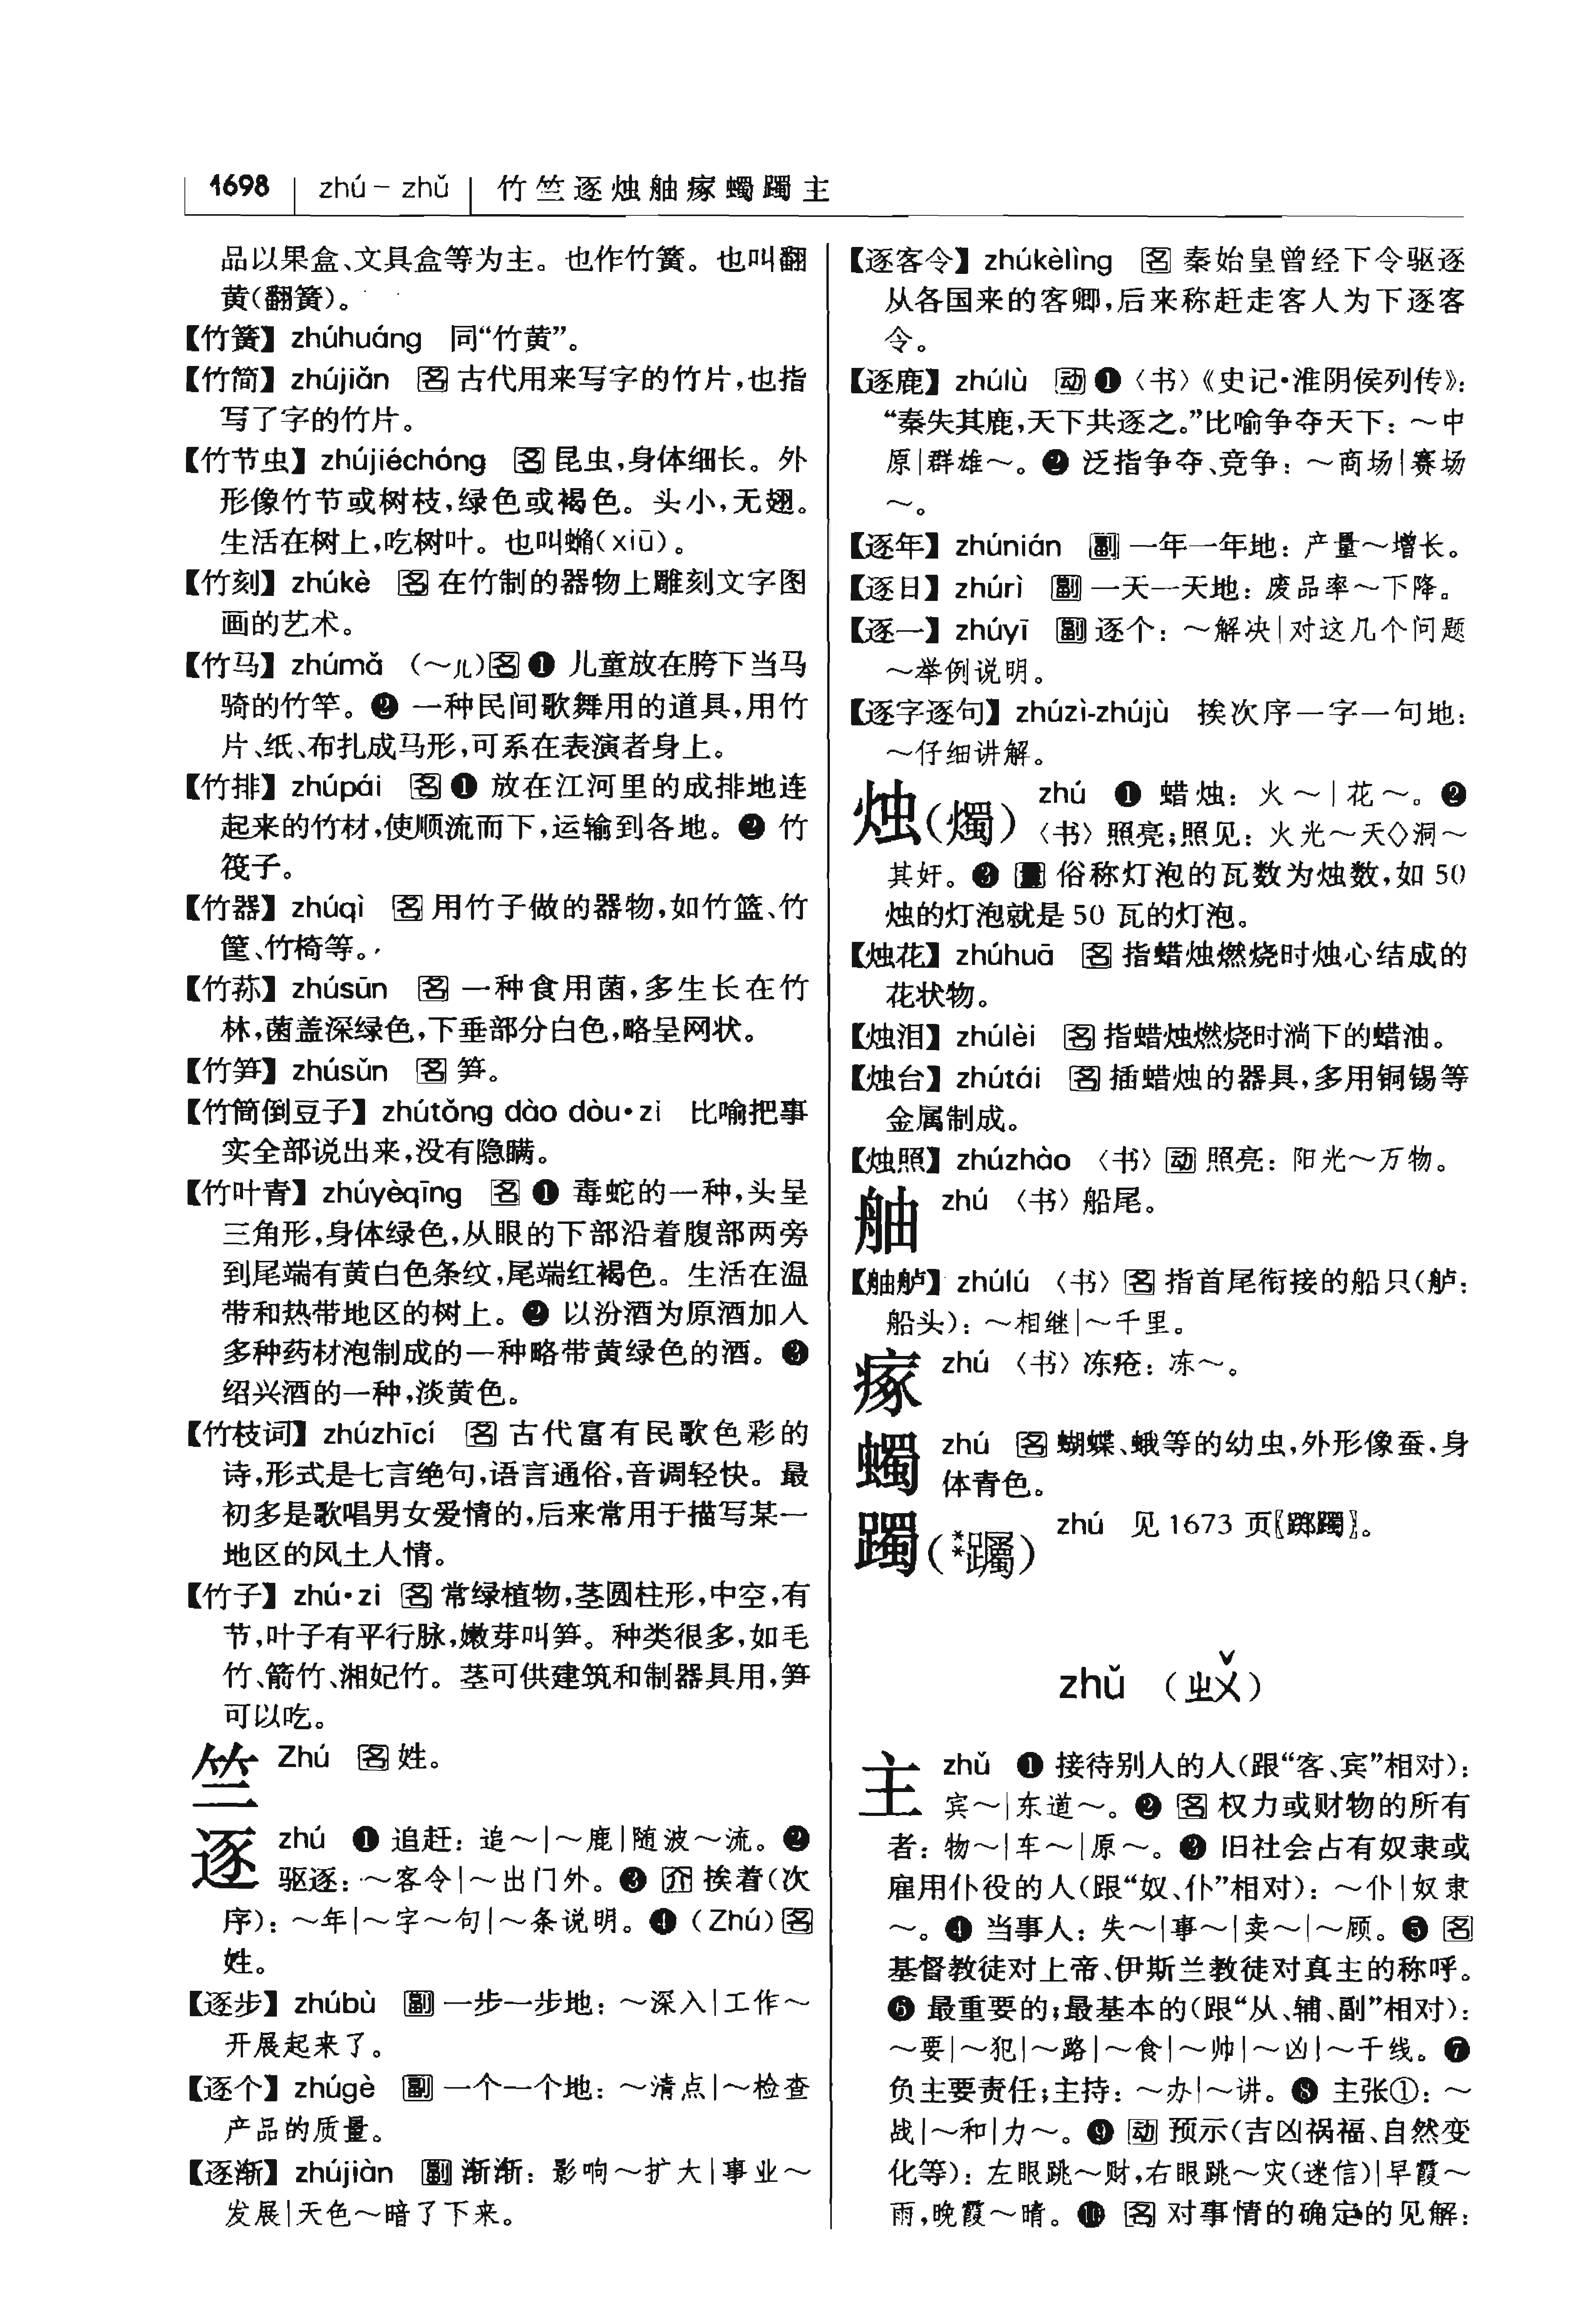 1698 zhú – zhǔ 竹竺逐烛舳瘃蠋躅主
品以果盒、文具盒等为主。也作竹簧。也叫翻
黄(翻簧)。
【竹簧】zhúhuáng 同“竹黄”。
【竹简】zhújiǎn 名 古代用来写字的竹片,也指
写了字的竹片。
【竹节虫】zhújiéchóng 名 昆虫,身体细长。外
形像竹节或树枝,绿色或褐色。头小,无翅。
生活在树上,吃树叶。也叫䗛(xiū)。
【竹刻】zhúkè 名 在竹制的器物上雕刻文字图
画的艺术。
【竹马】zhúmǎ (～儿)名 ❶ 儿童放在胯下当马
骑的竹竿。❷ 一种民间歌舞用的道具,用竹
片、纸、布扎成马形,可系在表演者身上。
【竹排】zhúpái 名 ❶ 放在江河里的成排地连
起来的竹材,使顺流而下,运输到各地。❷ 竹
筏子。
【竹器】zhúqì 名 用竹子做的器物,如竹篮、竹
筐、竹椅等。
【竹荪】zhúsūn 名 一种食用菌,多生长在竹
林,菌盖深绿色,下垂部分白色,略呈网状。
【竹笋】zhúsǔn 名 笋。
【竹筒倒豆子】zhútǒng dào dòu·zi 比喻把事
实全部说出来,没有隐瞒。
【竹叶青】zhúyèqīng 名 ❶ 毒蛇的一种,头呈
三角形,身体绿色,从眼的下部沿着腹部两旁
到尾端有黄白色条纹,尾端红褐色。生活在温
带和热带地区的树上。❷ 以汾酒为原酒加入
多种药材泡制成的一种略带黄绿色的酒。❸
绍兴酒的一种,淡黄色。
【竹枝词】zhúzhīcí 名 古代富有民歌色彩的
诗,形式是七言绝句,语言通俗,音调轻快。最
初多是歌唱男女爱情的,后来常用于描写某一
地区的风土人情。
【竹子】zhú·zi 名 常绿植物,茎圆柱形,中空,有
节,叶子有平行脉,嫩芽叫笋。种类很多,如毛
竹、箭竹、湘妃竹。茎可供建筑和制器具用,笋
可以吃。
竺 Zhú 名 姓。
逐 zhú ❶ 追赶：追～|～鹿|随波～流。❷
驱逐：～客令|～出门外。❸ 介 挨着(次
序)：～年|～字～句|～条说明。❹ (Zhú)名
姓。
【逐步】zhúbù 副 一步一步地：～深入|工作～
开展起来了。
【逐个】zhúgè 副 一个一个地：～清点|～检查
产品的质量。
【逐渐】zhújiàn 副 渐渐：影响～扩大|事业～
发展|天色～暗了下来。
【逐客令】zhúkèlìng 名 秦始皇曾经下令驱逐
从各国来的客卿,后来称赶走客人为下逐客
令。
【逐鹿】zhúlù 动 ❶〈书〉《史记·淮阴侯列传》：
“秦失其鹿,天下共逐之。”比喻争夺天下：～中
原|群雄～。❷ 泛指争夺、竞争：～商场|赛场
～。
【逐年】zhúnián 副 一年一年地：产量～增长。
【逐日】zhúrì 副 一天一天地：废品率～下降。
【逐一】zhúyī 副 逐个：～解决|对这几个问题
～举例说明。
【逐字逐句】zhúzì-zhújù 挨次序一字一句地：
～仔细讲解。
烛(燭) zhú ❶ 蜡烛：火～|花～。❷
〈书〉照亮;照见：火光～天◇洞～
其奸。❸ 量 俗称灯泡的瓦数为烛数,如 50
烛的灯泡就是 50 瓦的灯泡。
【烛花】zhúhuā 名 指蜡烛燃烧时烛心结成的
花状物。
【烛泪】zhúlèi 名 指蜡烛燃烧时淌下的蜡油。
【烛台】zhútái 名 插蜡烛的器具,多用铜锡等
金属制成。
【烛照】zhúzhào 〈书〉动 照亮：阳光～万物。
舳 zhú 〈书〉船尾。
【舳舻】zhúlú 〈书〉名 指首尾衔接的船只(舻：
船头)：～相继|～千里。
瘃 zhú 〈书〉冻疮：冻～。
蠋 zhú 名 蝴蝶、蛾等的幼虫,外形像蚕,身
体青色。
躅(**躅) zhú 见 1673 页〖踯躅〗。
zhǔ (ㄓㄨˇ)
主 zhǔ ❶ 接待别人的人(跟“客、宾”相对)：
宾～|东道～。❷ 名 权力或财物的所有
者：物～|车～|原～。❸ 旧社会占有奴隶或
雇用仆役的人(跟“奴、仆”相对)：～仆|奴隶
～。❹ 当事人：失～|事～|卖～|～顾。❺ 名
基督教徒对上帝、伊斯兰教徒对真主的称呼。
❻ 最重要的;最基本的(跟“从、辅、副”相对)：
～要|～犯|～路|～食|～帅|～凶|～干线。❼
负主要责任;主持：～办|～讲。❽ 主张①：～
战|～和|力～。❾ 动 预示(吉凶祸福、自然变
化等)：左眼跳～财,右眼跳～灾(迷信)|早霞～
雨,晚霞～晴。❿ 名 对事情的确定的见解：